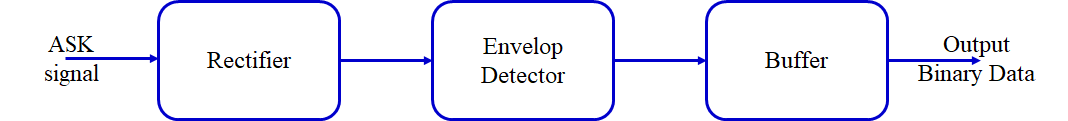 ASK
signal
Rectifier
Envelop
Detector
Buffer
Output
Binary Data